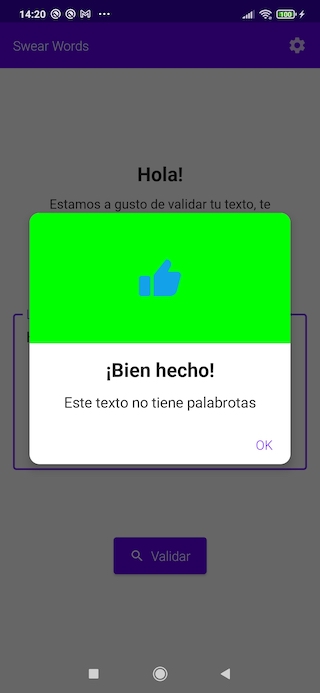 14:20
100
Swear Words
Hola!
Estamos a gusto de validar tu texto, te
¡Bien hecho!
Este texto no tiene palabrotas
OK
Validar